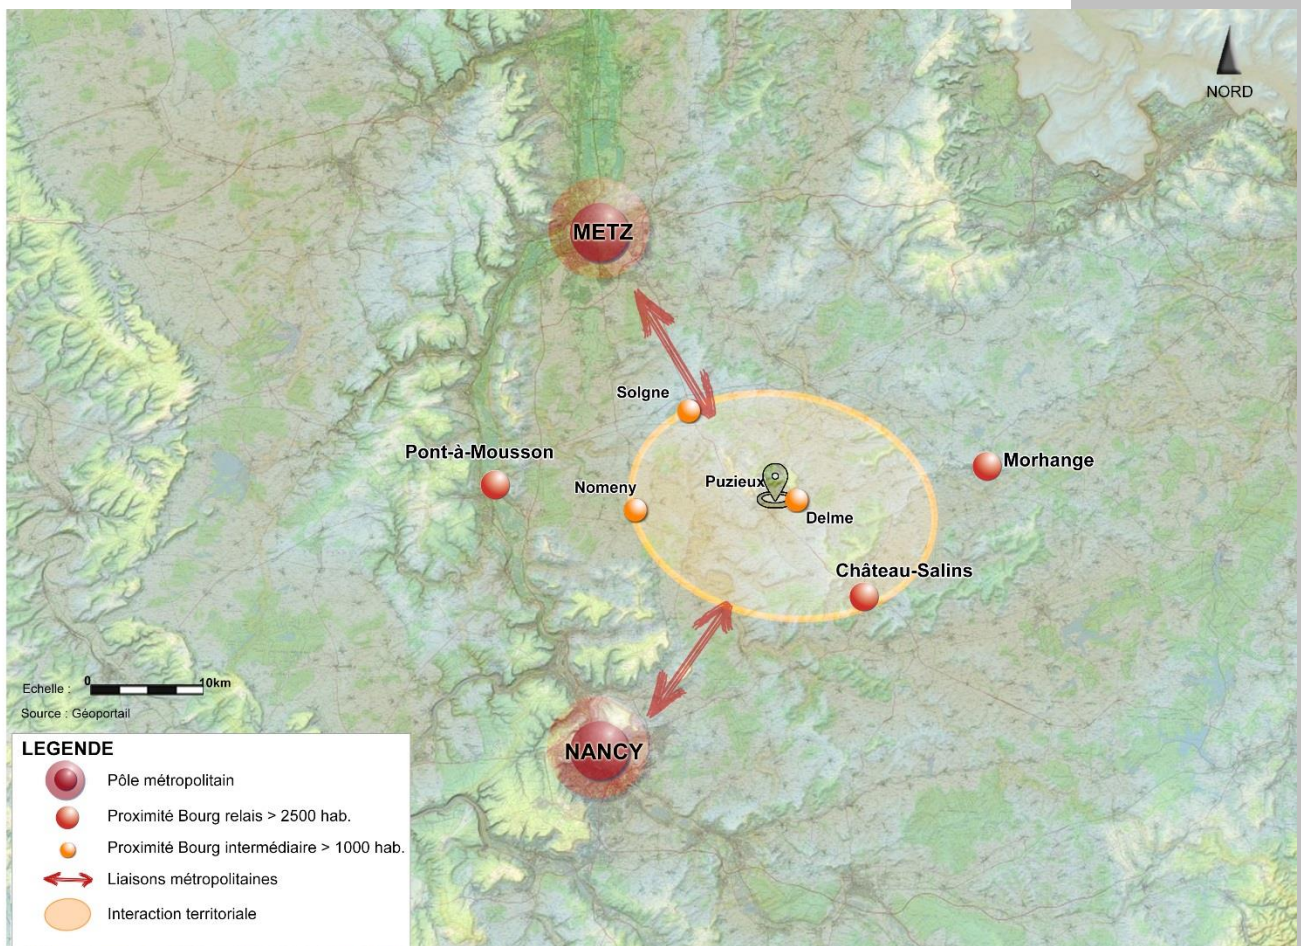 NORD
METZ
Solgne
Pont-à-Mousson
Morhange
Nomeny
Puzieux
Delme
Château-Salins
Echelle : 0 10km
Source : Géoportail
NANCY
LEGENDE
Pôle métropolitain
Proximité Bourg relais > 2500 hab.
Proximité Bourg intermédiaire > 1000 hab.
Liaisons métropolitaines
Interaction territoriale